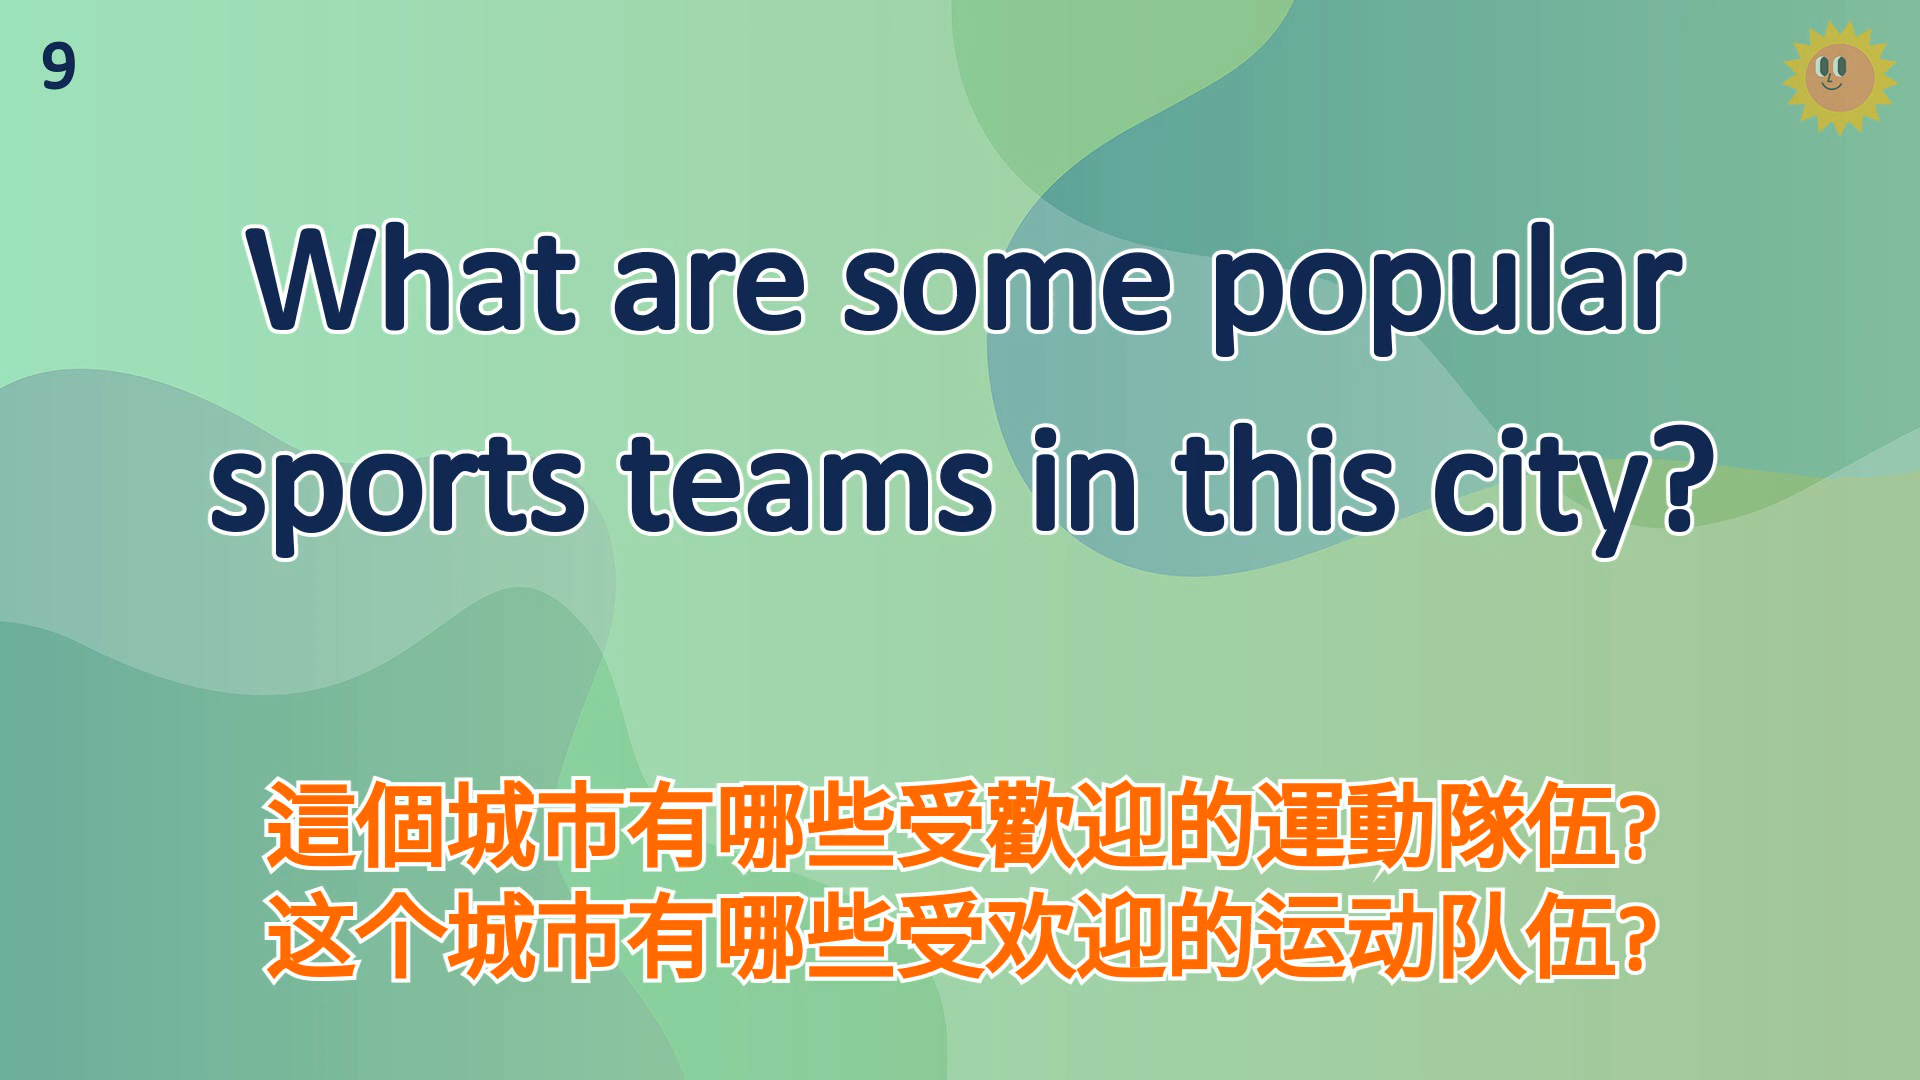 9
What are some popular
sports teams in this city?
這個城市有哪些受歡迎的運動隊伍?
这个城市有哪些受欢迎的运动队伍?